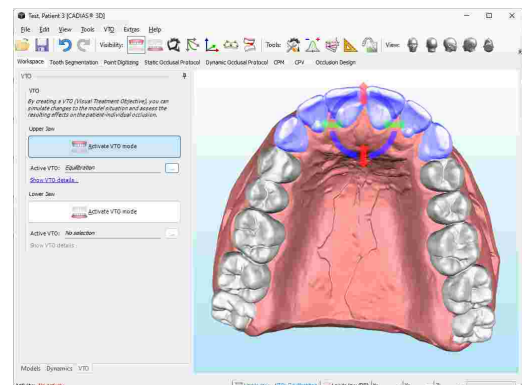 Test, Patient 3 [CADIAS® 3D]
File Edit View Tools VTO Extras Help
Visibility: Tools: View:
Workspace Tooth Segmentation Point Digitizing Static Occlusal Protocol Dynamic Occlusal Protocol CPM CPV Occlusion Design
VTO
VTO
By creating a VTO (Visual Treatment Objective), you can
simulate changes to the model situation and assess the
resulting effects on the patient-individual occlusion.
Upper Jaw
Activate VTO mode
Active VTO: Equilibration ...
Show VTO details...
Lower Jaw
Activate VTO mode
Active VTO: No selection ...
Show VTO details...
Models Dynamics VTO